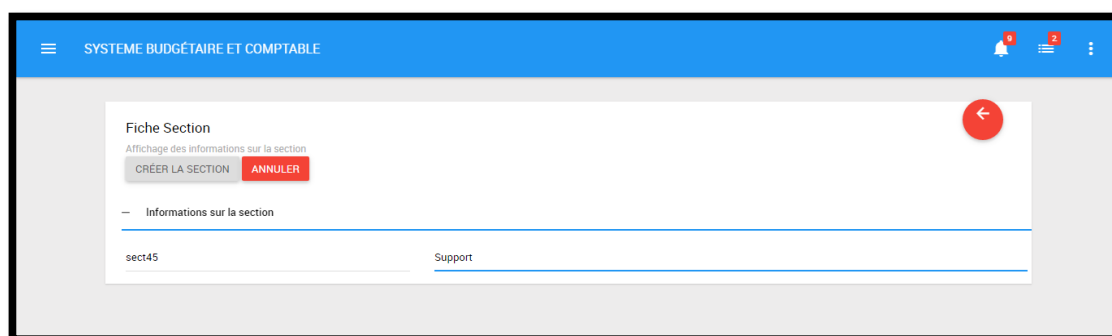 SYSTEME BUDGÉTAIRE ET COMPTABLE
9
2
Fiche Section
Affichage des informations sur la section
CRÉER LA SECTION ANNULER
Informations sur la section
sect45 Support